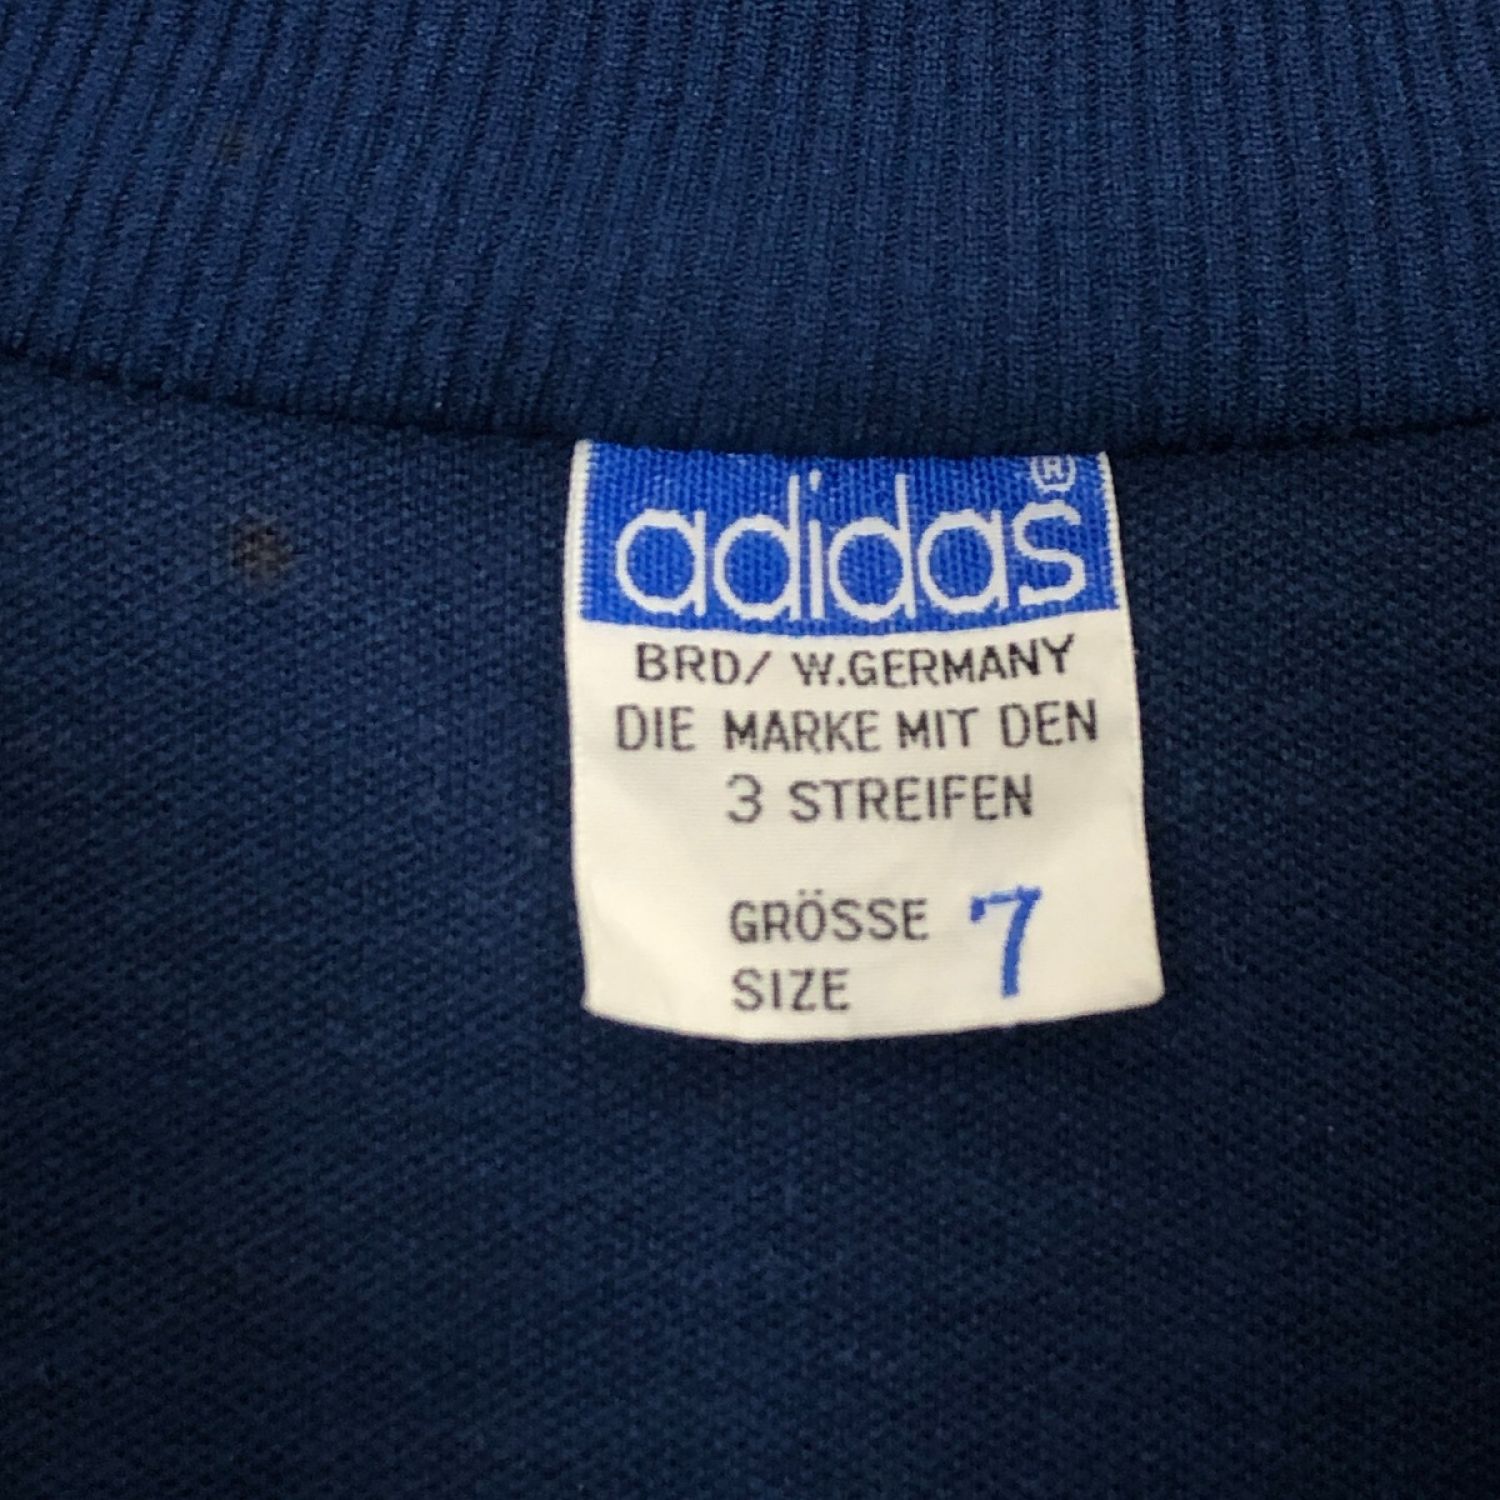 adidas®
BRD/ W.GERMANY
DIE MARKE MIT DEN
3 STREIFEN
GRÖSSE 7
SIZE